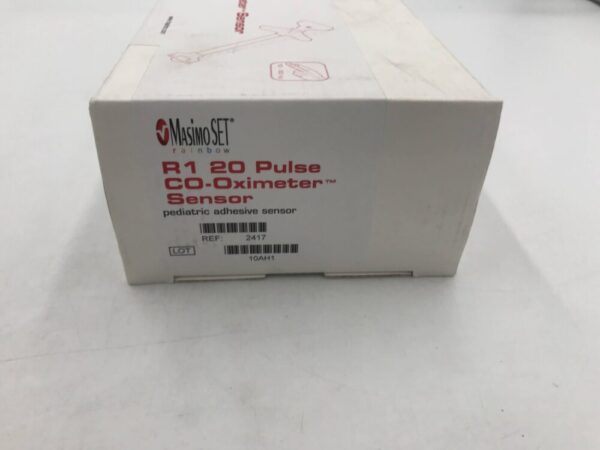 MASIMO SET®
rainbow
R1 20 Pulse
CO-Oximeter™
Sensor
pediatric adhesive sensor
REF: 2417
LOT
10AH1